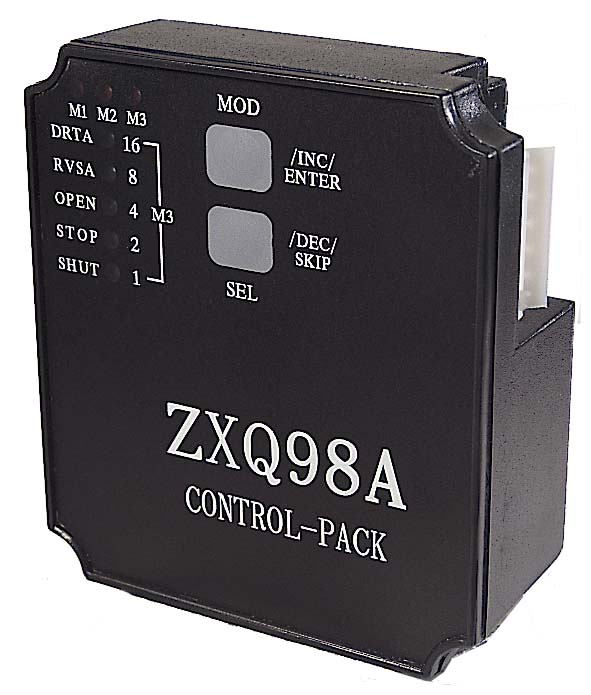 M1 M2 M3
DRTA 16
RVSA 8
OPEN 4 M3
STOP 2
SHUT 1
MOD
/INC/
ENTER
/DEC/
SKIP
SEL
ZXQ98A
CONTROL-PACK